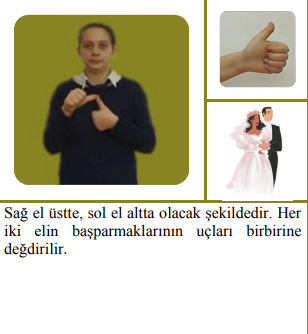 Sağ el üstte, sol el altta olacak şekildedir. Her
iki elin başparmaklarının uçları birbirine
değdirilir.